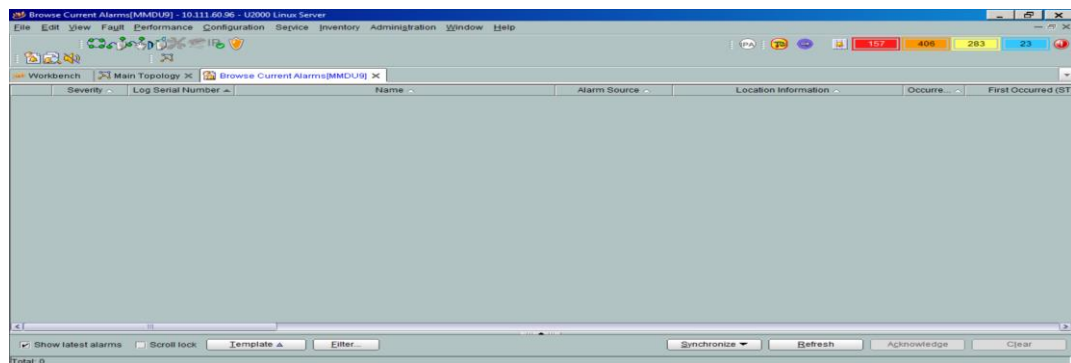 Browse Current Alarms[MMDU9] - 10.111.60.96 - U2000 Linux Server
File Edit View Fault Performance Configuration Service Inventory Administration Window Help
157 406 283 23
Workbench Main Topology Browse Current Alarms[MMDU9]
Severity Log Serial Number Name Alarm Source Location Information Occurre... First Occurred (ST
Show latest alarms Scroll lock Template Filter... Synchronize Refresh Acknowledge Clear
Total: 0